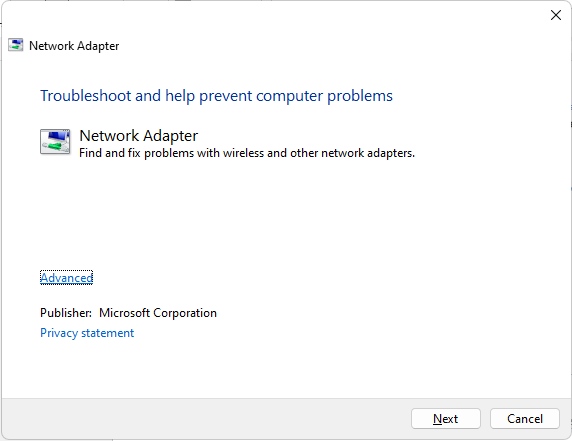 Network Adapter
Troubleshoot and help prevent computer problems
Network Adapter
Find and fix problems with wireless and other network adapters.
Advanced
Publisher: Microsoft Corporation
Privacy statement
Next
Cancel